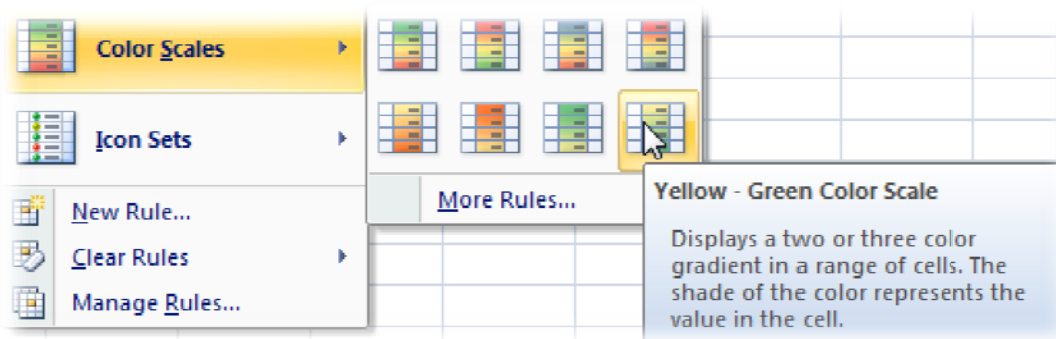 Color Scales
Icon Sets
New Rule...
Clear Rules
Manage Rules...
More Rules...
Yellow - Green Color Scale
Displays a two or three color
gradient in a range of cells. The
shade of the color represents the
value in the cell.